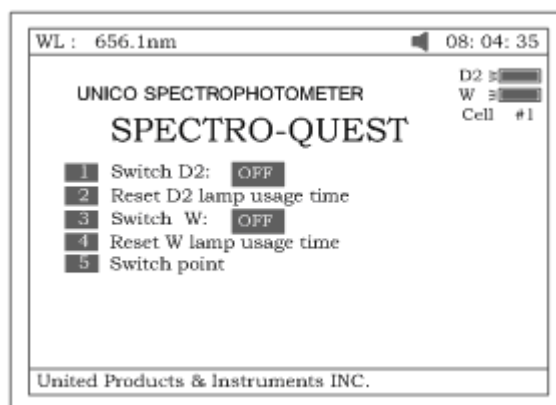 WL : 656.1nm 08: 04: 35
D2
W
Cell #1
UNICO SPECTROPHOTOMETER
SPECTRO-QUEST
1 Switch D2: OFF
2 Reset D2 lamp usage time
3 Switch W: OFF
4 Reset W lamp usage time
5 Switch point
United Products & Instruments INC.